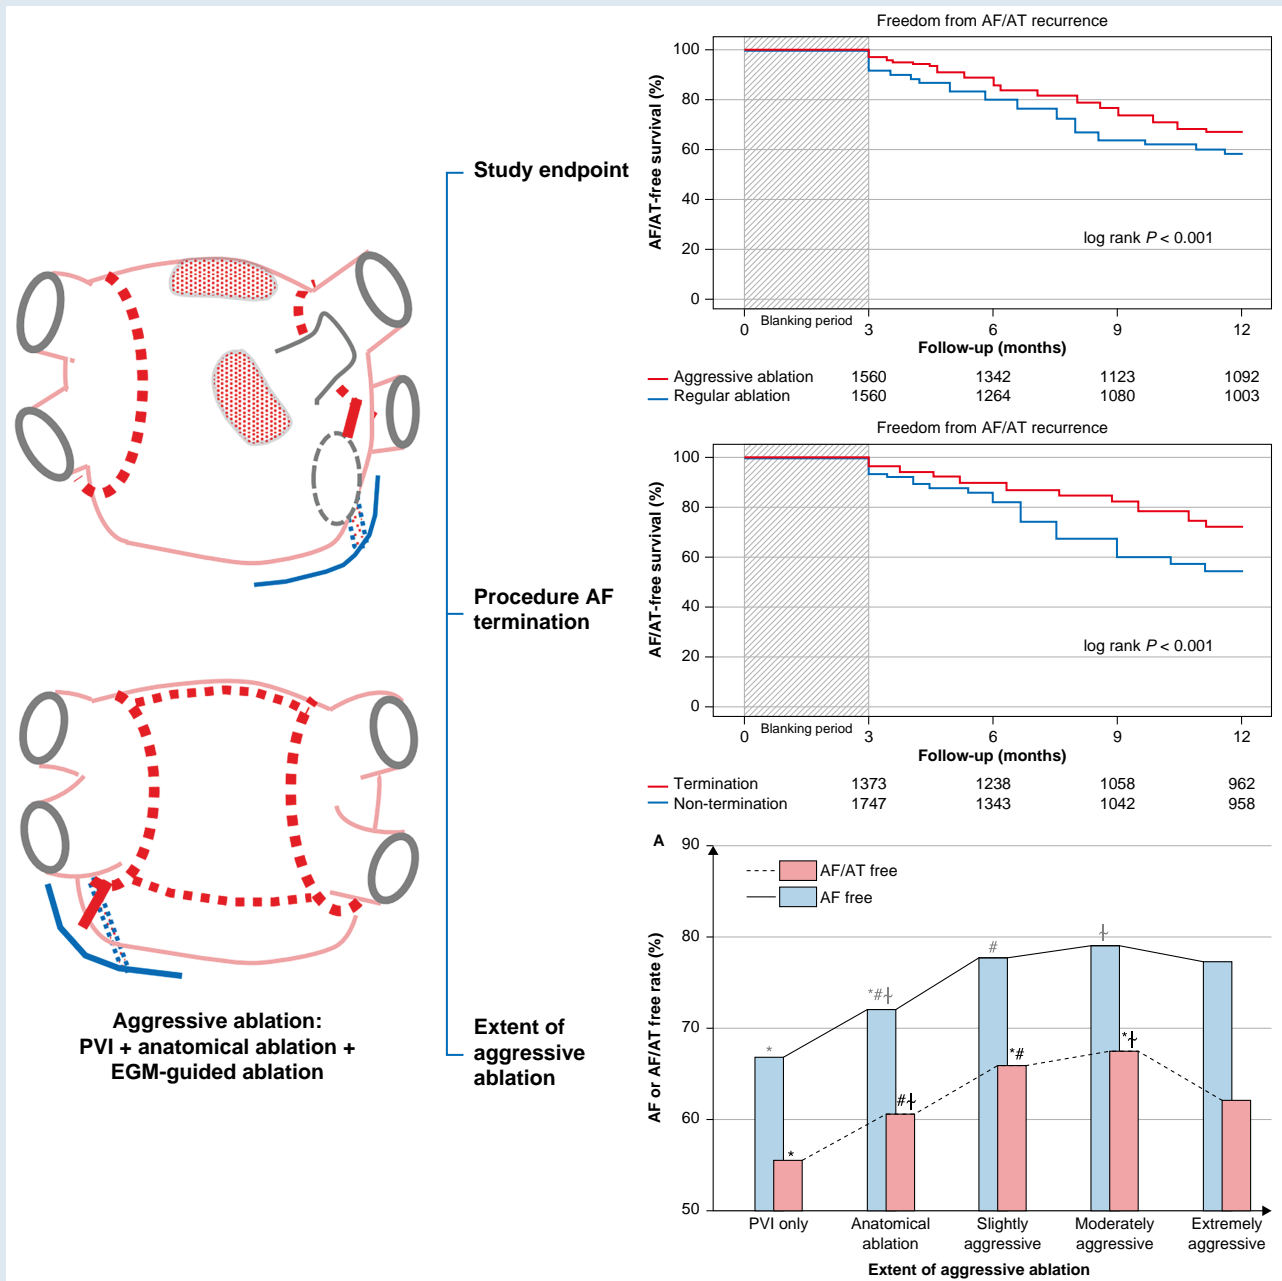 Freedom from AF/AT recurrence
AF/AT-free survival (%)
100
80
60
40
20
0
log rank P < 0.001
Blanking period
0 3 6 9 12
Follow-up (months)
Aggressive ablation 1560 1342 1123 1092
Regular ablation 1560 1264 1080 1003
Study endpoint
Freedom from AF/AT recurrence
AF/AT-free survival (%)
100
80
60
40
20
0
log rank P < 0.001
Blanking period
0 3 6 9 12
Follow-up (months)
Termination 1373 1238 1058 962
Non-termination 1747 1343 1042 958
Procedure AF
termination
A
AF or AF/AT free rate (%)
90
80
70
60
50
AF/AT free
AF free
*
*#⍭
#
⍭
*
#⍭
*#
*⍭
PVI only
Anatomical
ablation
Slightly
aggressive
Moderately
aggressive
Extremely
aggressive
Extent of aggressive ablation
Extent of
aggressive
ablation
Aggressive ablation:
PVI + anatomical ablation +
EGM-guided ablation